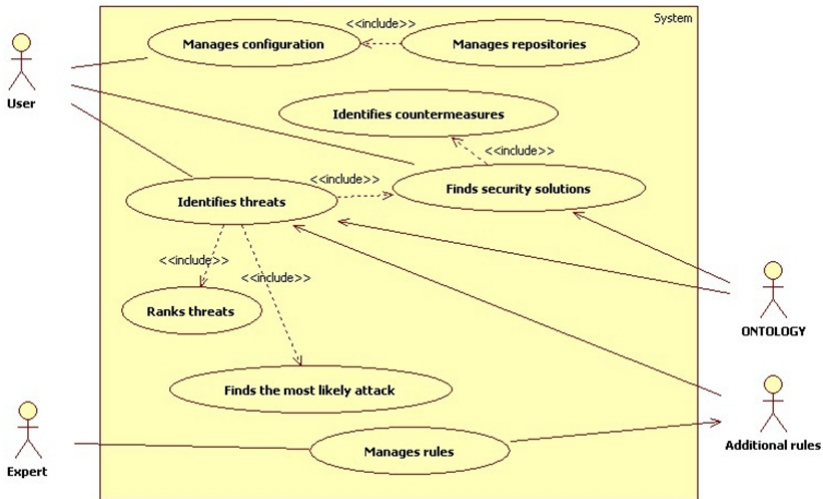 System
<<include>>
Manages configuration
Manages repositories
User
Identifies countermeasures
<<include>>
<<include>>
Finds security solutions
Identifies threats
<<include>>
<<include>>
Ranks threats
ONTOLOGY
Finds the most likely attack
Manages rules
Additional rules
Expert